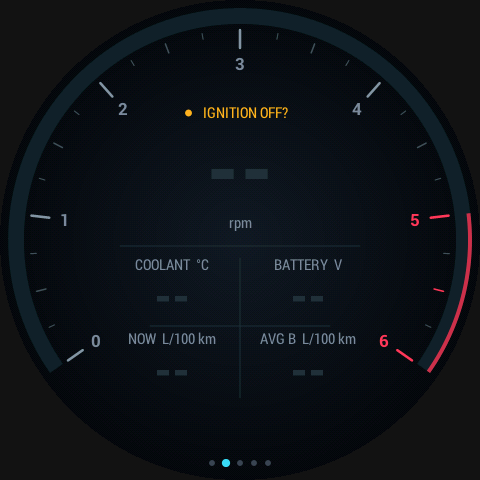 3
2
4
IGNITION OFF?
-- 
1
rpm
5
COOLANT °C
BATTERY V
--
--
0
NOW L/100 km
AVG B L/100 km
6
--
--